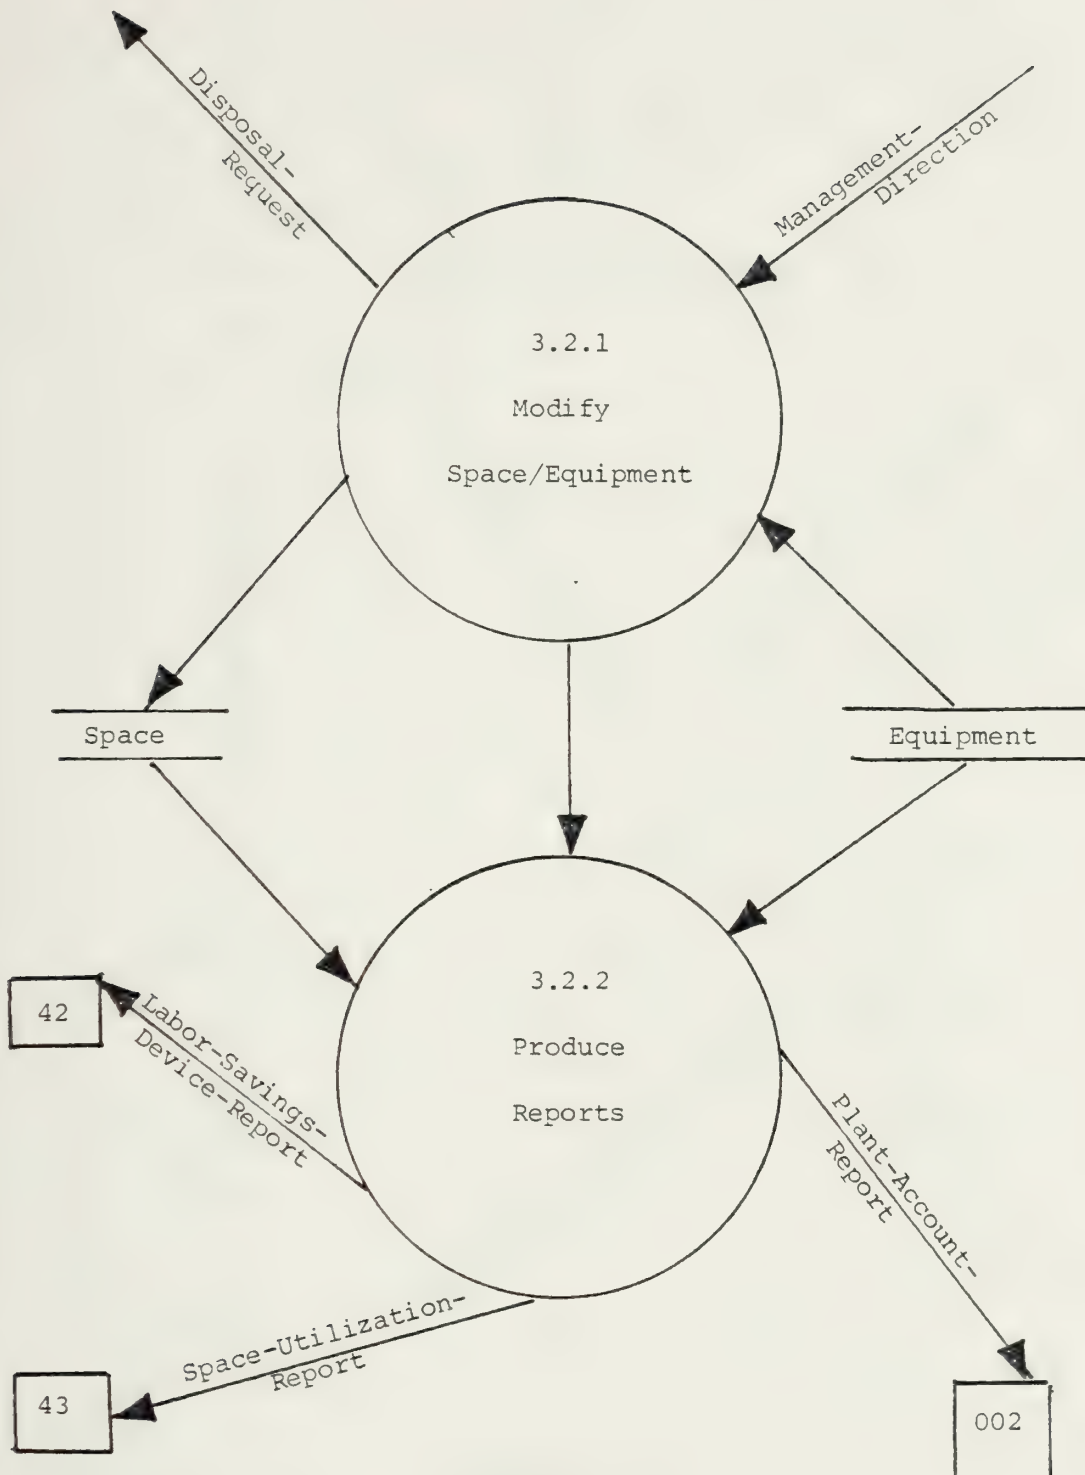 Disposal-
Request
Management-
Direction
3.2.1
Modify
Space/Equipment
Space
Equipment
3.2.2
Produce
Reports
42
Labor-Savings-
Device-Report
Plant-Account-
Report
Space-Utilization-
Report
43
002